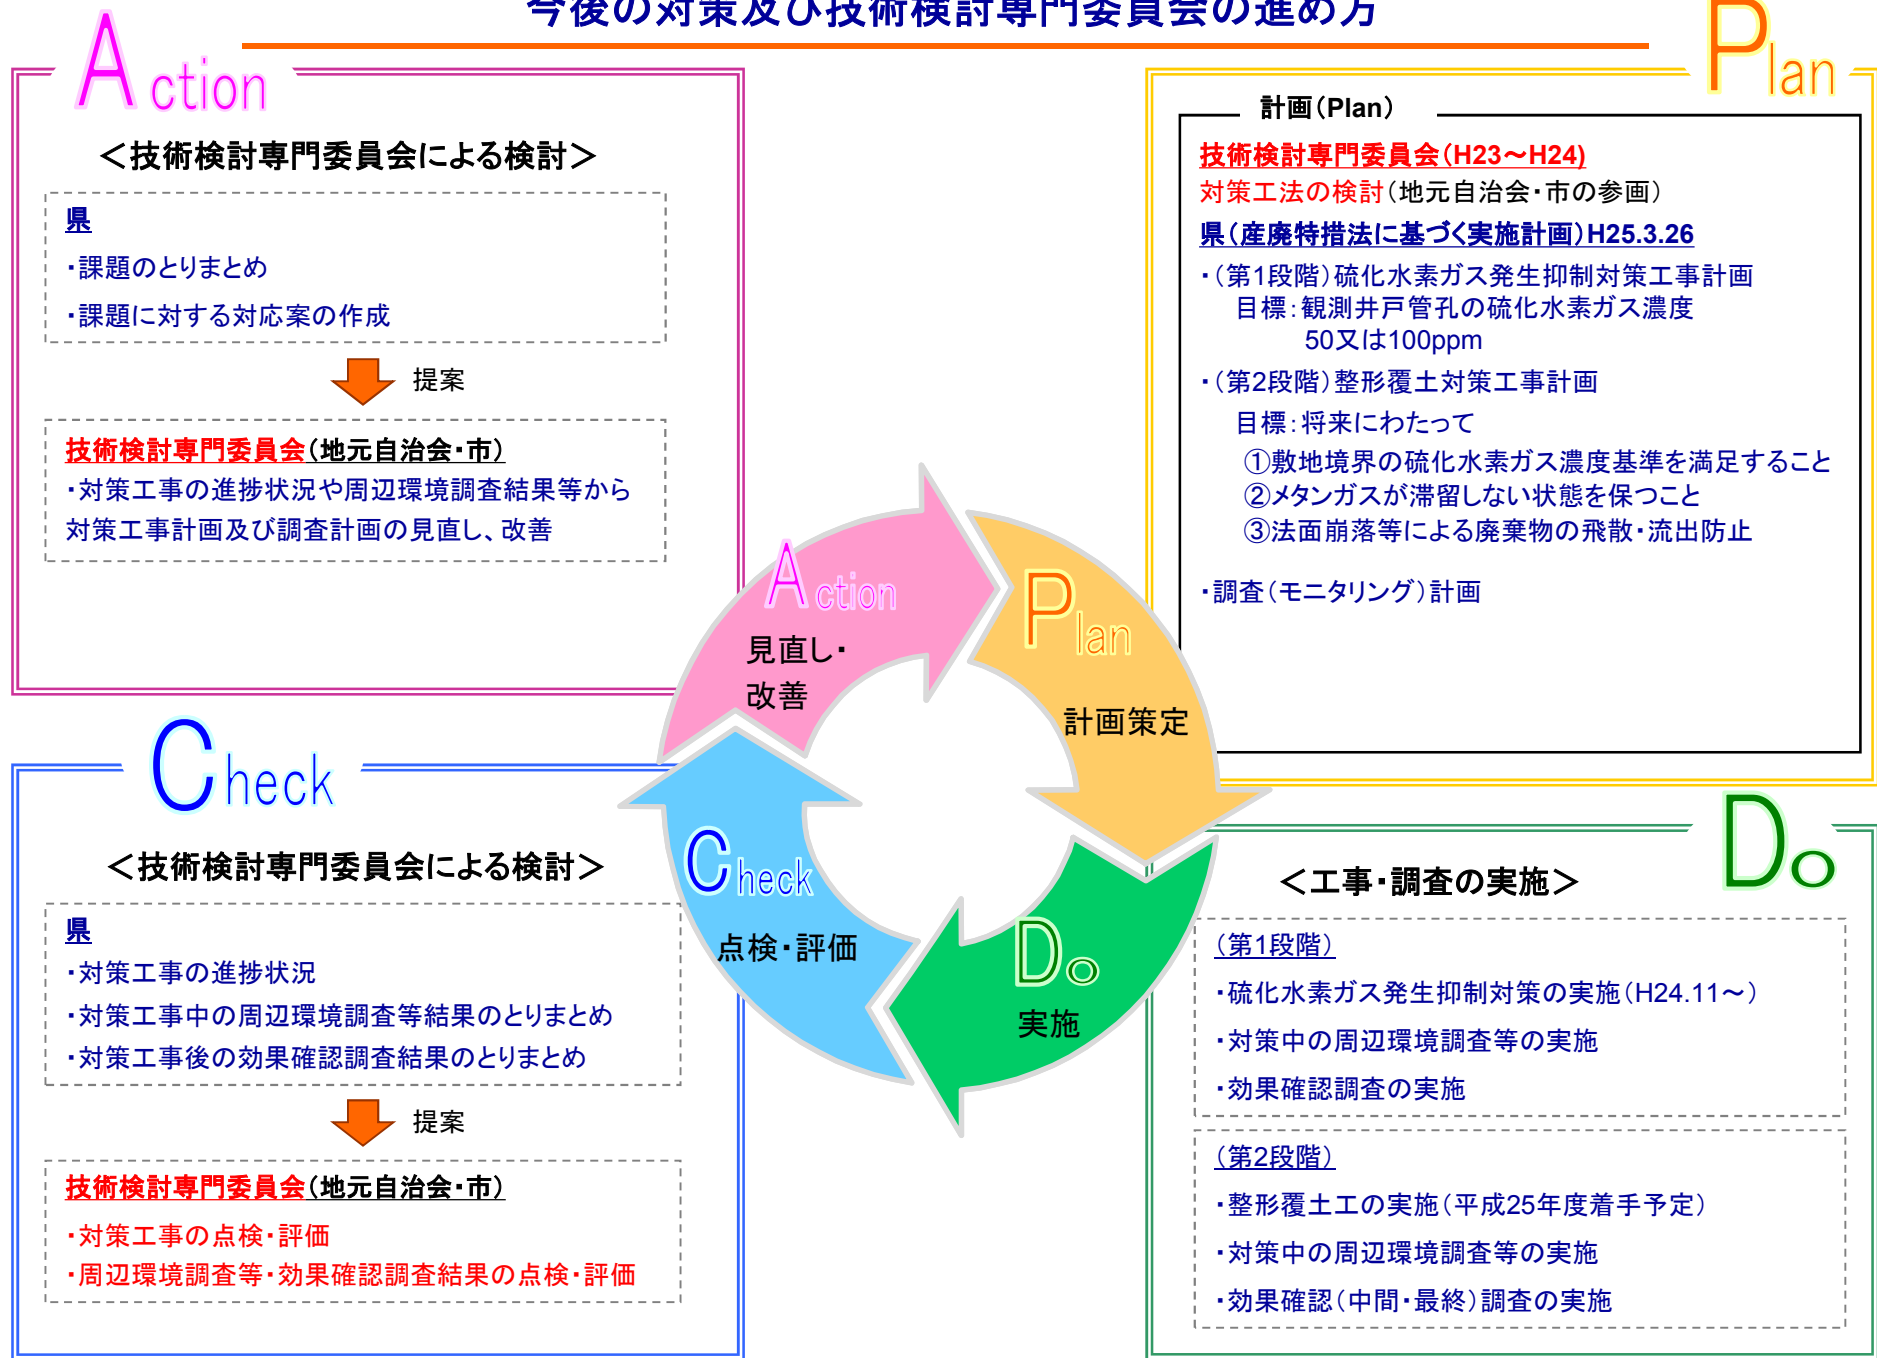 今後の対策及び技術検討専門委員会の進め方
Action
<技術検討専門委員会による検討>
県
・課題のとりまとめ
・課題に対する対応案の作成
提案
技術検討専門委員会(地元自治会・市)
・対策工事の進捗状況や周辺環境調査結果等から
対策工事計画及び調査計画の見直し、改善
Plan
計画(Plan)
技術検討専門委員会(H23~H24)
対策工法の検討(地元自治会・市の参画)
県(産廃特措法に基づく実施計画)H25.3.26
・(第1段階)硫化水素ガス発生抑制対策工事計画
目標:観測井戸管孔の硫化水素ガス濃度
50又は100ppm
・(第2段階)整形覆土対策工事計画
目標:将来にわたって
①敷地境界の硫化水素ガス濃度基準を満足すること
②メタンガスが滞留しない状態を保つこと
③法面崩落等による廃棄物の飛散・流出防止
・調査(モニタリング)計画
Action
見直し・
改善
Plan
計画策定
Check
点検・評価
Do
実施
Check
<技術検討専門委員会による検討>
県
・対策工事の進捗状況
・対策工事中の周辺環境調査等結果のとりまとめ
・対策工事後の効果確認調査結果のとりまとめ
提案
技術検討専門委員会(地元自治会・市)
・対策工事の点検・評価
・周辺環境調査等・効果確認調査結果の点検・評価
Do
<工事・調査の実施>
(第1段階)
・硫化水素ガス発生抑制対策の実施(H24.11~)
・対策中の周辺環境調査等の実施
・効果確認調査の実施
(第2段階)
・整形覆土工の実施(平成25年度着手予定)
・対策中の周辺環境調査等の実施
・効果確認(中間・最終)調査の実施